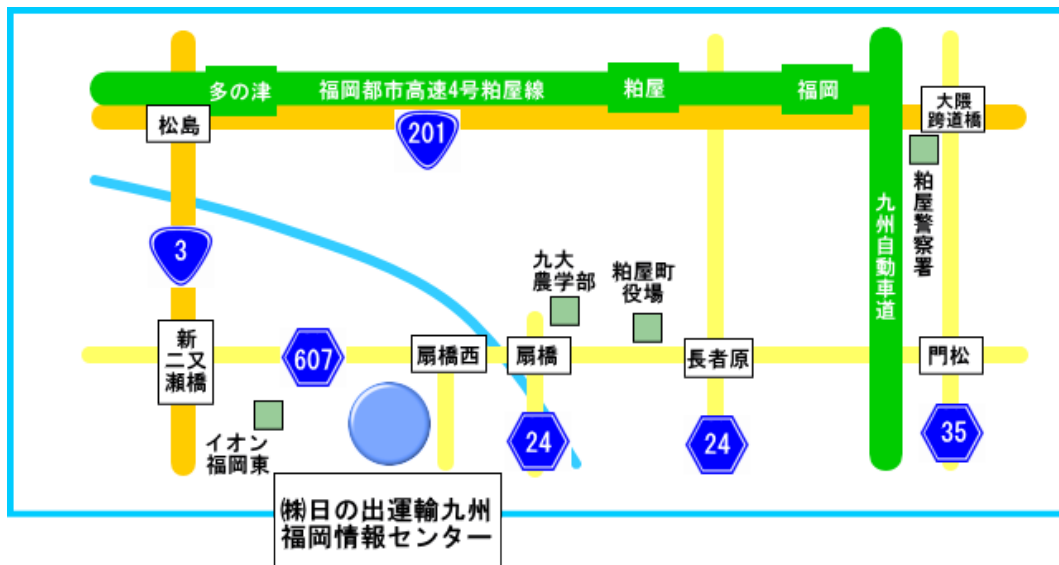 多の津
福岡都市高速4号粕屋線
粕屋
福岡
松島
201
大隈
跨道橋
粕屋警察署
九州自動車道
3
九大
農学部
粕屋町
役場
新
二又
瀬橋
607
扇橋西
扇橋
長者原
門松
イオン
福岡東
24
24
35
㈱日の出運輸九州
福岡情報センター